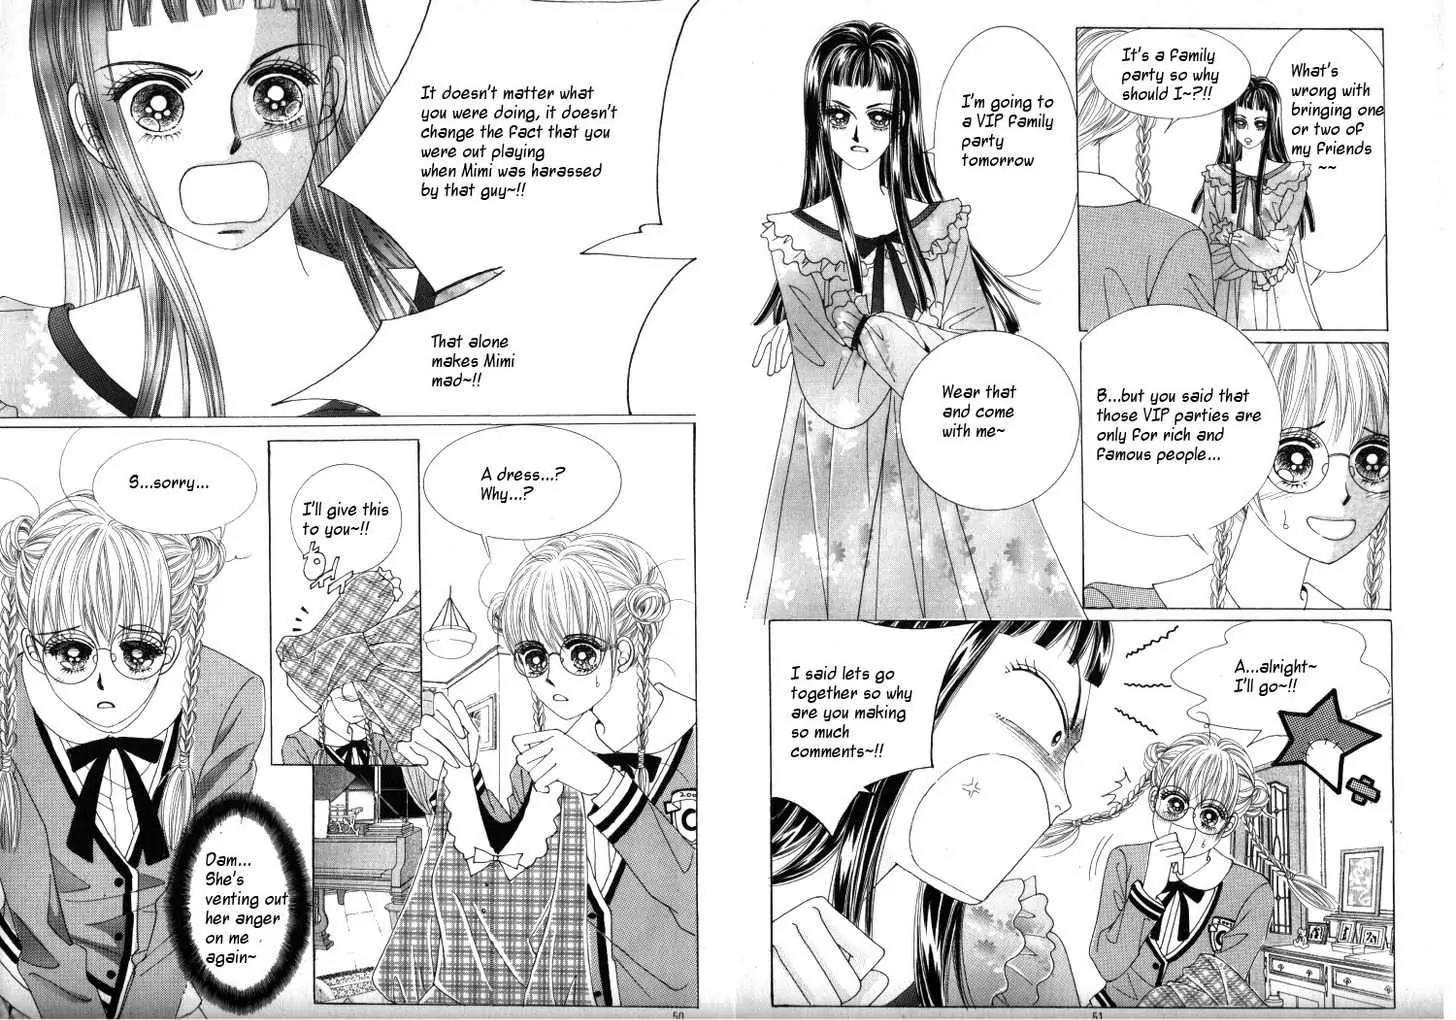 It doesn't matter what
you were doing, it doesn't
change the fact that you
were out playing
when Mimi was harassed
by that guy~!!
That alone
makes Mimi
mad~!!
S...sorry...
Dam...
She's
venting out
her anger
on me
again~
I'll give this
to you~!!
A dress...?
Why...?
50
I'm going to
a VIP family
party
tomorrow
Wear that
and come
with me~
It's a family
party so why
should I~?!!
What's
wrong with
bringing one
or two of
my friends
~~
B...but you said that
those VIP parties are
only for rich and
famous people...
I said lets go
together so why
are you making
so much
comments~!!
A...alright~
I'll go~!!
51